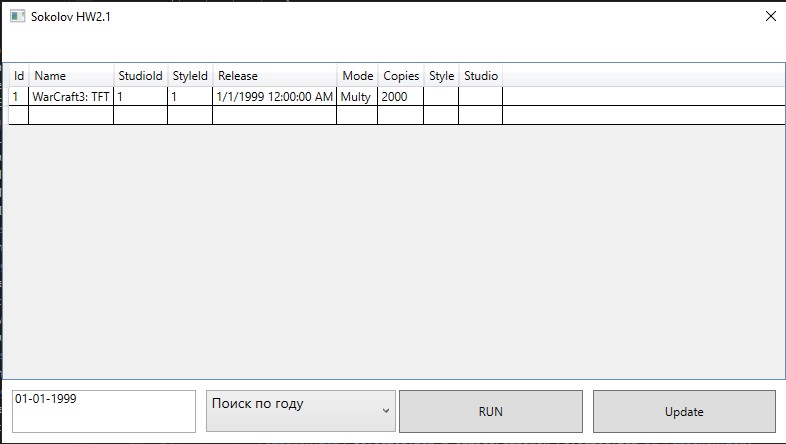 Sokolov HW2.1
Id Name StudioId StyleId Release Mode Copies Style Studio
1 WarCraft3: TFT 1 1 1/1/1999 12:00:00 AM Multy 2000
01-01-1999 Поиск по году RUN Update